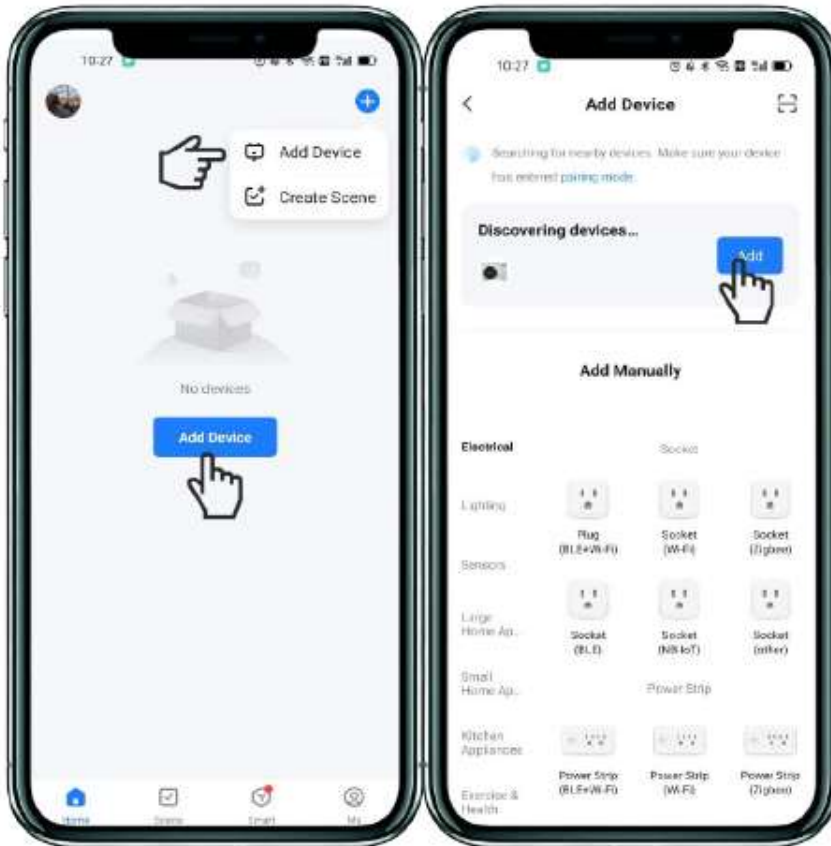 10:27
Add Device
Create Scene
No devices
Add Device
Home
Scene
Smart
Me
10:27
Add Device
Searching for nearby devices. Make sure your device
has entered pairing mode.
Discovering devices...
Add
Add Manually
Electrical
Lighting
Sensors
Large
Home Ap...
Small
Home Ap...
Kitchen
Appliances
Exercise &
Health
Socket
Plug
(BLE+Wi-Fi)
Socket
(Wi-Fi)
Socket
(Zigbee)
Socket
(BLE)
Socket
(NB-IoT)
Socket
(other)
Power Strip
Power Strip
(BLE+Wi-Fi)
Power Strip
(Wi-Fi)
Power Strip
(Zigbee)